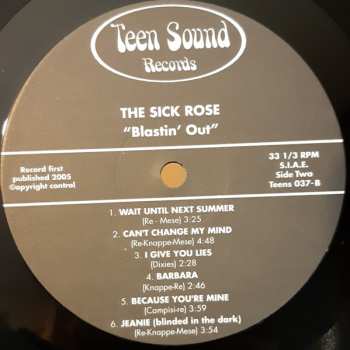 Teen Sound
Records
THE SICK ROSE
"Blastin' Out"
Record first
published 2005
©opyright control
33 1/3 RPM
S.I.A.E.
Side Two
Teens 037-B
1. WAIT UNTIL NEXT SUMMER
(Re - Mese) 3:25
2. CAN'T CHANGE MY MIND
(Re-Knappe-Mese) 4:48
3. I GIVE YOU LIES
(Dixies) 2:28
4. BARBARA
(Knappe-Re) 2:46
5. BECAUSE YOU'RE MINE
(Campisi-re) 3:59
6. JEANIE (blinded in the dark)
(Re-Knappe-Mese) 3:54